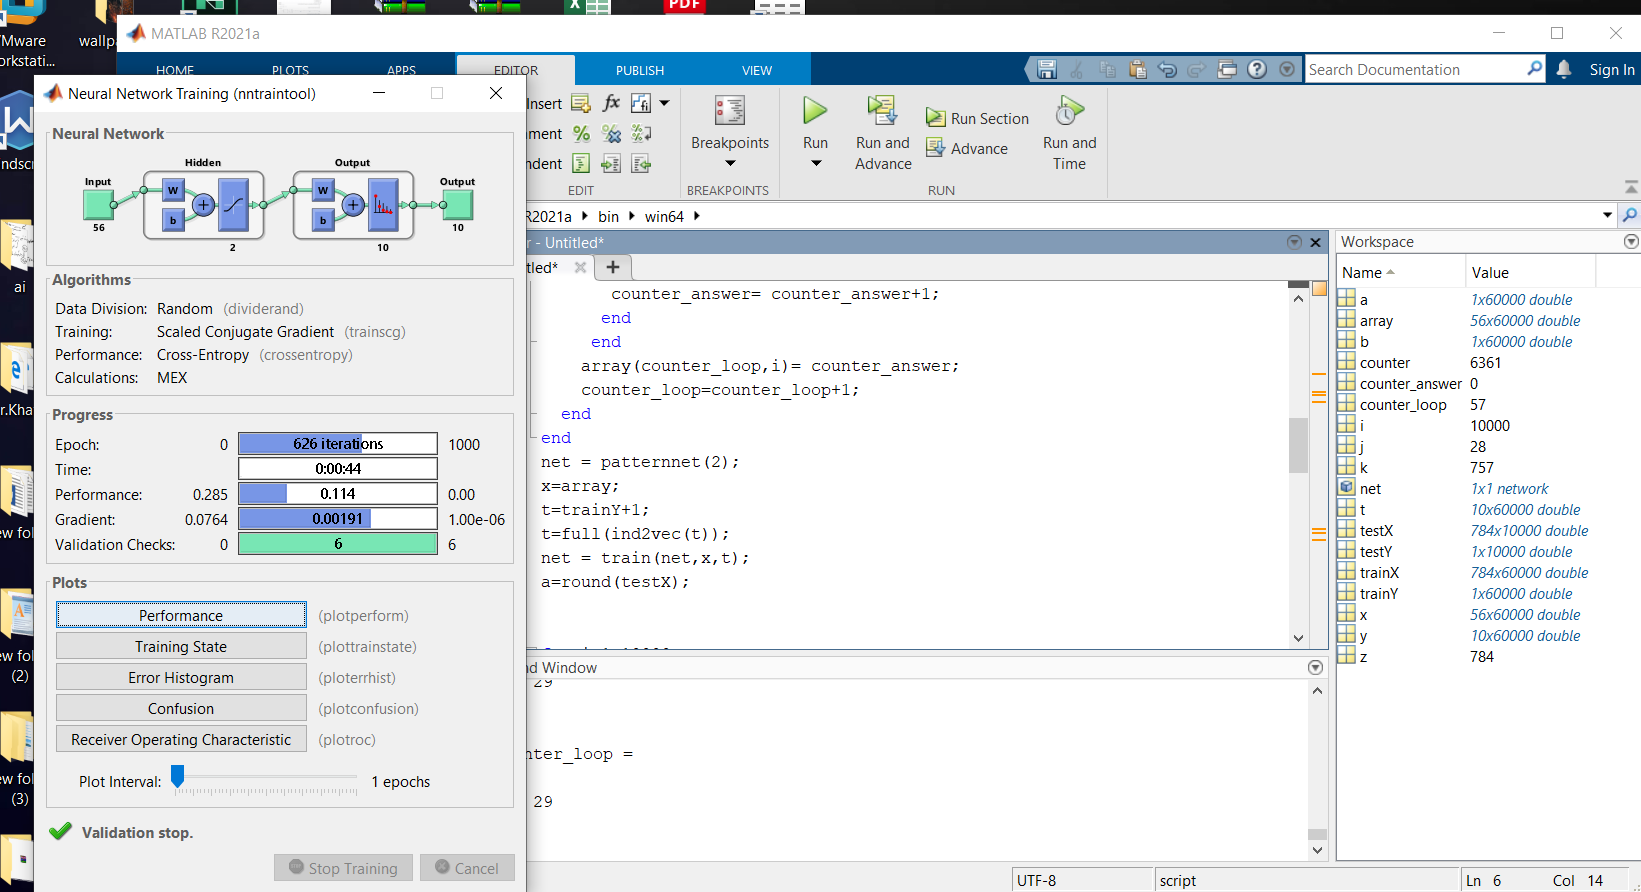 Mware
orkstati...
wallpa
PDF
MATLAB R2021a
HOME
PLOTS
APPS
EDITOR
PUBLISH
VIEW
Search Documentation
Sign In
Neural Network Training (nntraintool)
Insert
fx
ment
%
dent
EDIT
Breakpoints
BREAKPOINTS
Run
Run and
Advance
Run Section
Advance
Run and
Time
RUN
R2021a
bin
win64
Neural Network
Hidden
Output
Input
Output
W
b
W
b
56
2
10
10
Algorithms
Data Division: Random (dividerand)
Training: Scaled Conjugate Gradient (trainscg)
Performance: Cross-Entropy (crossentropy)
Calculations: MEX
Progress
Epoch: 0 626 iterations 1000
Time: 0:00:44
Performance: 0.285 0.114 0.00
Gradient: 0.0764 0.00191 1.00e-06
Validation Checks: 0 6 6
Plots
Performance (plotperform)
Training State (plottrainstate)
Error Histogram (ploterrhist)
Confusion (plotconfusion)
Receiver Operating Characteristic (plotroc)
Plot Interval: 1 epochs
Validation stop.
Stop Training
Cancel
r - Untitled*
tled*
counter_answer= counter_answer+1;
end
end
array(counter_loop,i)= counter_answer;
counter_loop=counter_loop+1;
end
end
net = patternnet(2);
x=array;
t=trainY+1;
t=full(ind2vec(t));
net = train(net,x,t);
a=round(testX);
nd Window
29
nter_loop =
29
Workspace
Name Value
a 1x60000 double
array 56x60000 double
b 1x60000 double
counter 6361
counter_answer 0
counter_loop 57
i 10000
j 28
k 757
net 1x1 network
t 10x60000 double
testX 784x10000 double
testY 1x10000 double
trainX 784x60000 double
trainY 1x60000 double
x 56x60000 double
y 10x60000 double
z 784
UTF-8
script
Ln 6 Col 14
ndscr
ai
r.Kha
ew fol
ew fol
(2)
ew fol
(3)